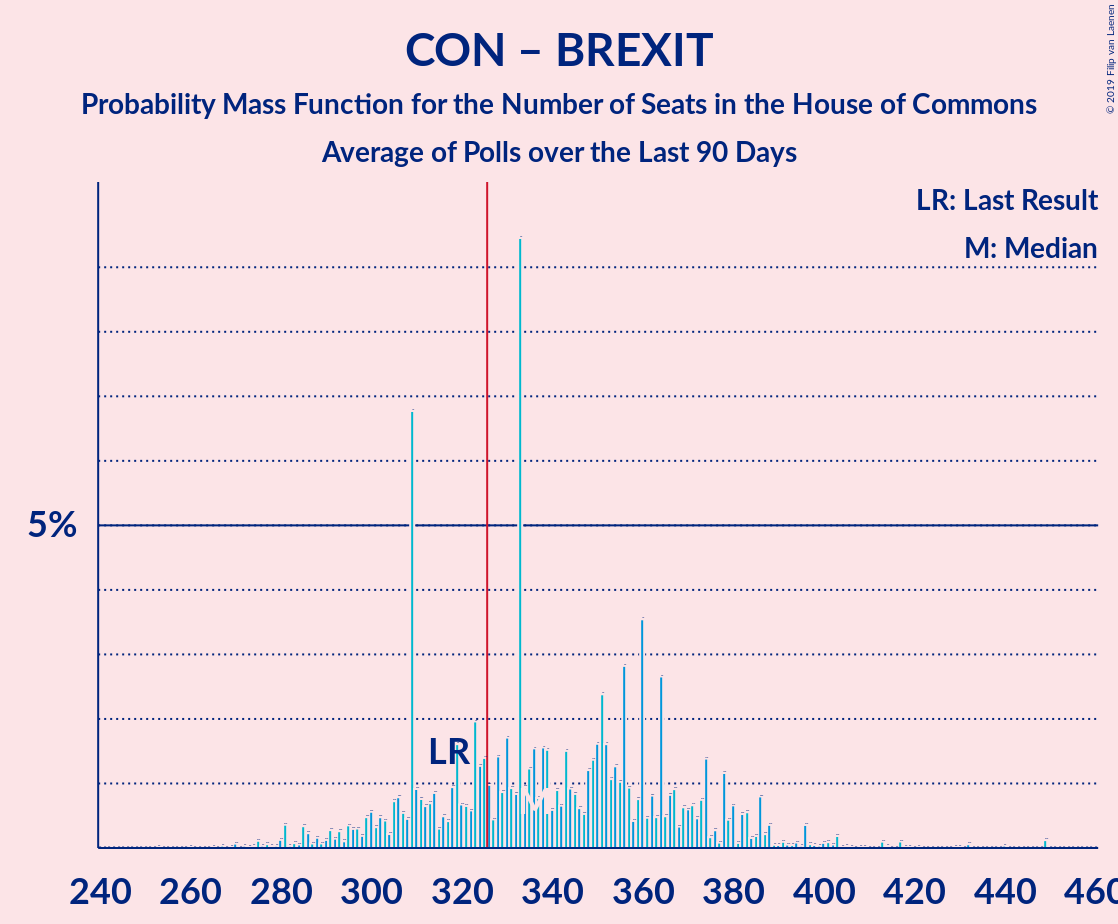 CON – BREXIT
Probability Mass Function for the Number of Seats in the House of Commons
Average of Polls over the Last 90 Days
© 2019 Filip van Laenen
LR: Last Result
M: Median
5%
LR
240 260 280 300 320 340 360 380 400 420 440 460